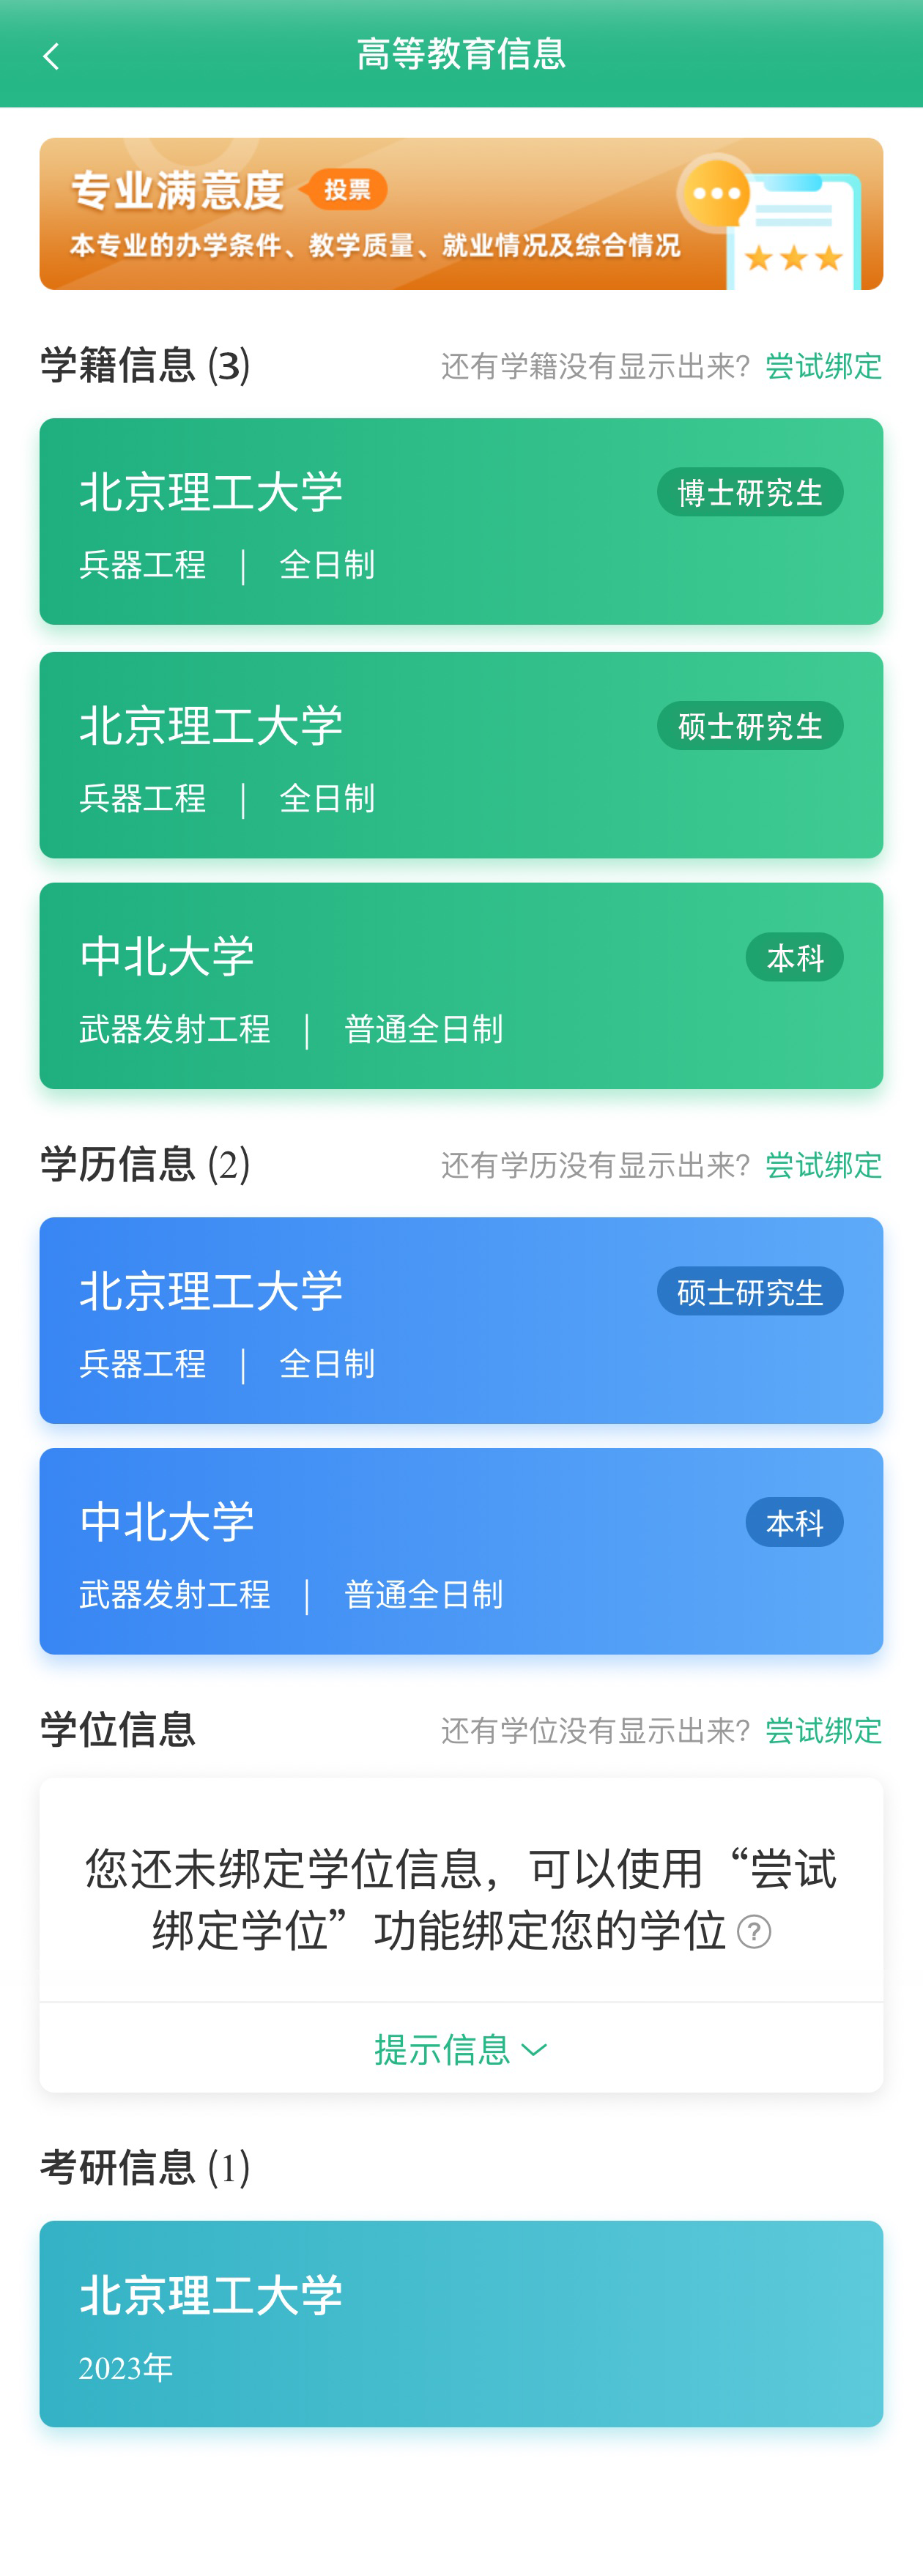 高等教育信息
专业满意度 投票
本专业的办学条件、教学质量、就业情况及综合情况
学籍信息 (3) 还有学籍没有显示出来? 尝试绑定
北京理工大学 博士研究生
兵器工程 | 全日制
北京理工大学 硕士研究生
兵器工程 | 全日制
中北大学 本科
武器发射工程 | 普通全日制
学历信息 (2) 还有学历没有显示出来? 尝试绑定
北京理工大学 硕士研究生
兵器工程 | 全日制
中北大学 本科
武器发射工程 | 普通全日制
学位信息 还有学位没有显示出来? 尝试绑定
您还未绑定学位信息，可以使用“尝试
绑定学位”功能绑定您的学位 ?
提示信息
考研信息 (1)
北京理工大学
2023年